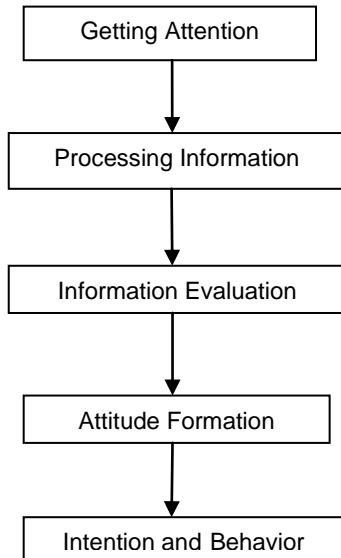 Getting Attention
Processing Information
Information Evaluation
Attitude Formation
Intention and Behavior